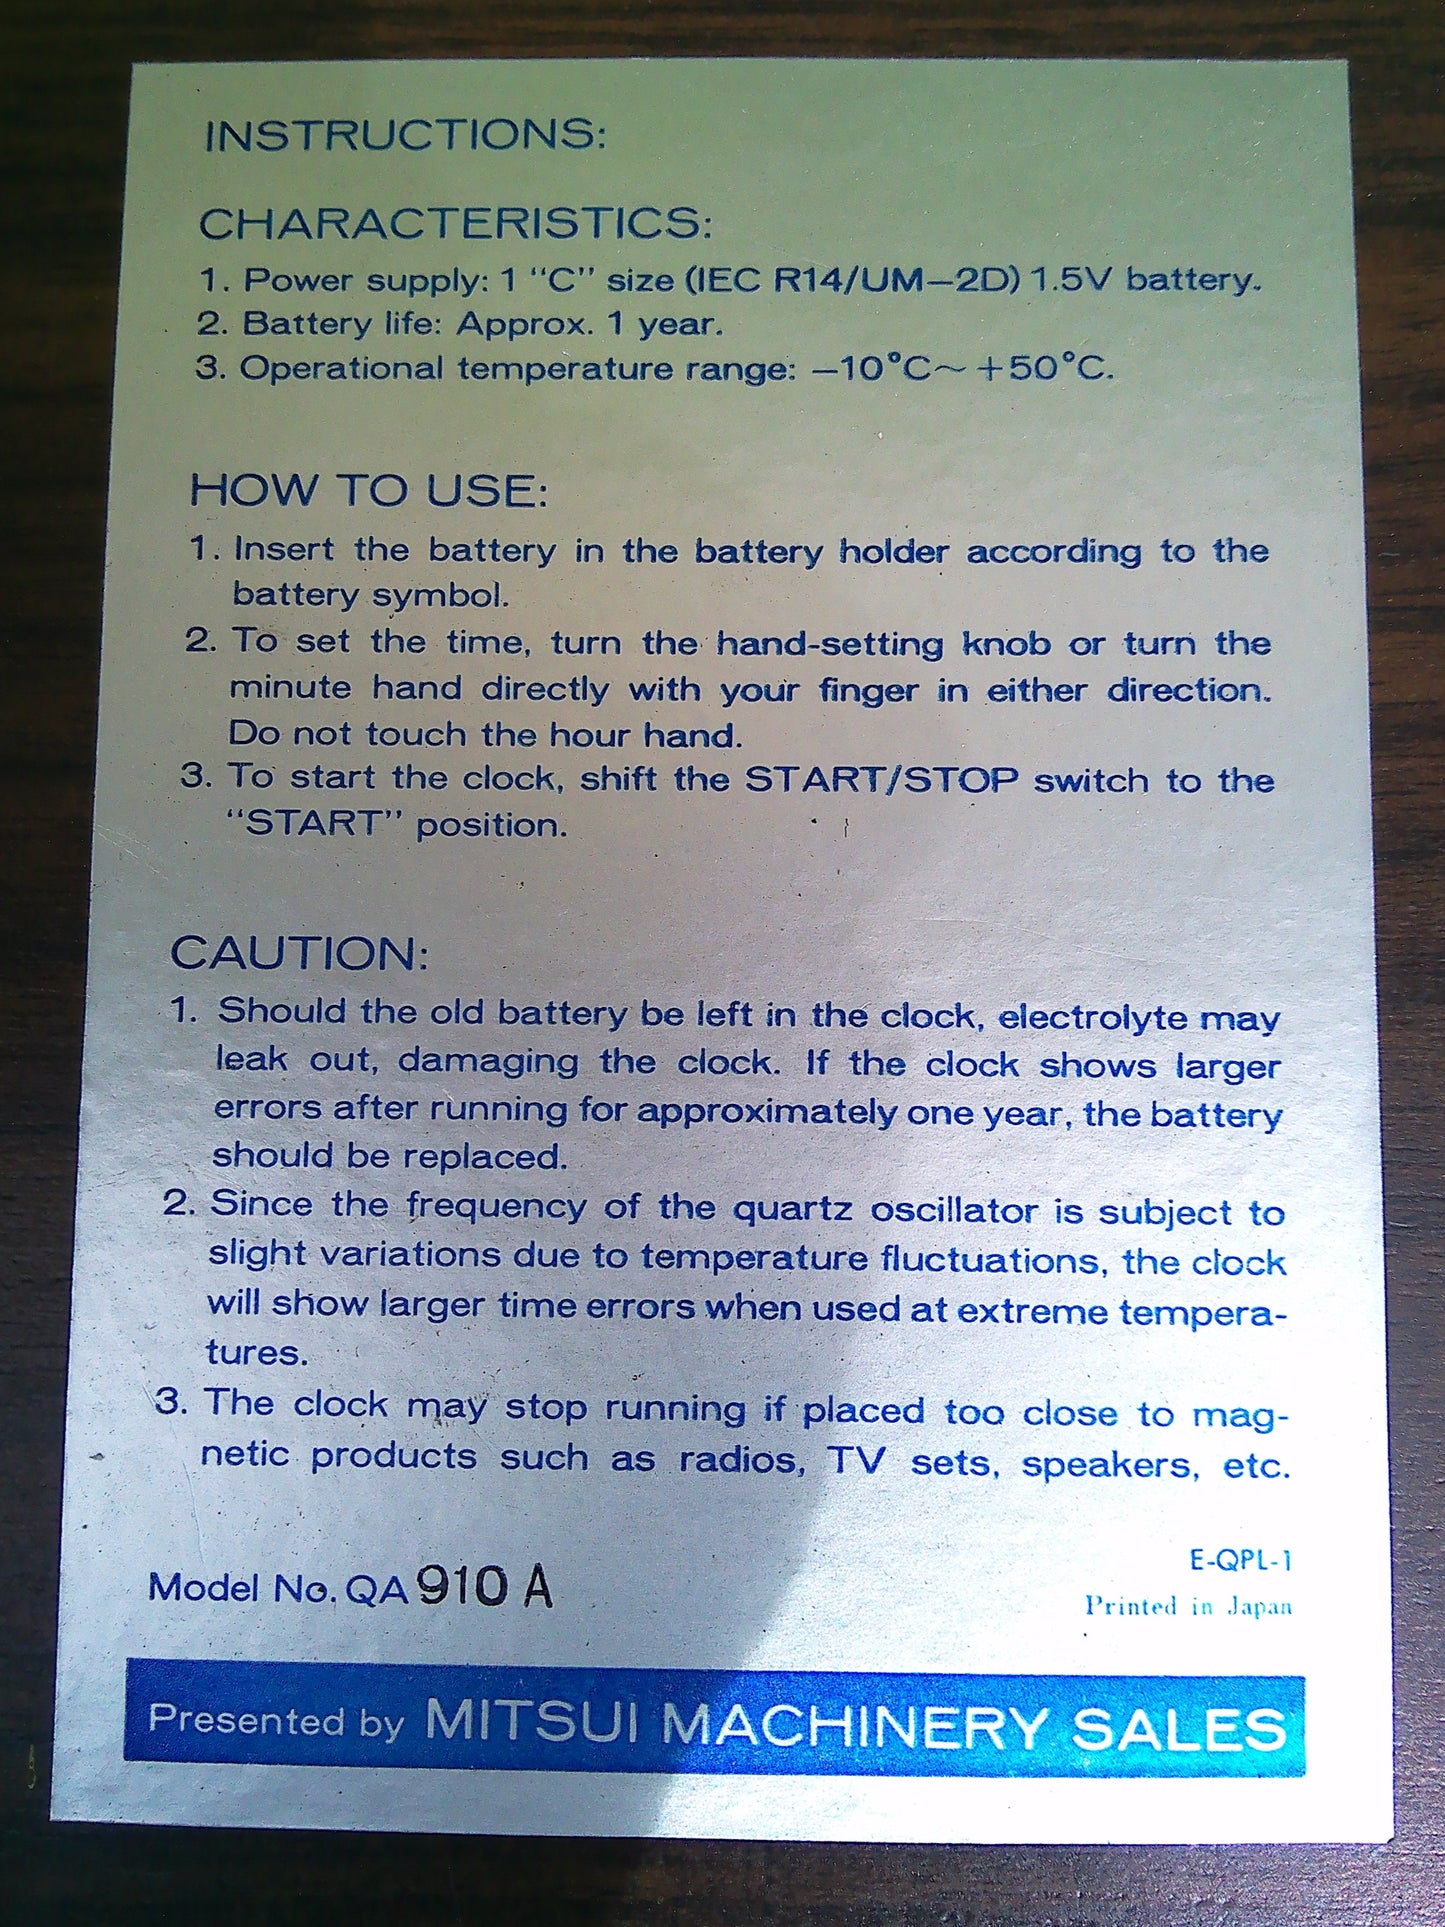 INSTRUCTIONS:
CHARACTERISTICS:
1. Power supply: 1 “C” size (IEC R14/UM–2D) 1.5V battery.
2. Battery life: Approx. 1 year.
3. Operational temperature range: –10°C~ +50°C.
HOW TO USE:
1. Insert the battery in the battery holder according to the
battery symbol.
2. To set the time, turn the hand-setting knob or turn the
minute hand directly with your finger in either direction.
Do not touch the hour hand.
3. To start the clock, shift the START/STOP switch to the
“START” position.
CAUTION:
1. Should the old battery be left in the clock, electrolyte may
leak out, damaging the clock. If the clock shows larger
errors after running for approximately one year, the battery
should be replaced.
2. Since the frequency of the quartz oscillator is subject to
slight variations due to temperature fluctuations, the clock
will show larger time errors when used at extreme tempera-
tures.
3. The clock may stop running if placed too close to mag-
netic products such as radios, TV sets, speakers, etc.
E-QPL-1
Model No. QA 910 A
Printed in Japan
Presented by MITSUI MACHINERY SALES